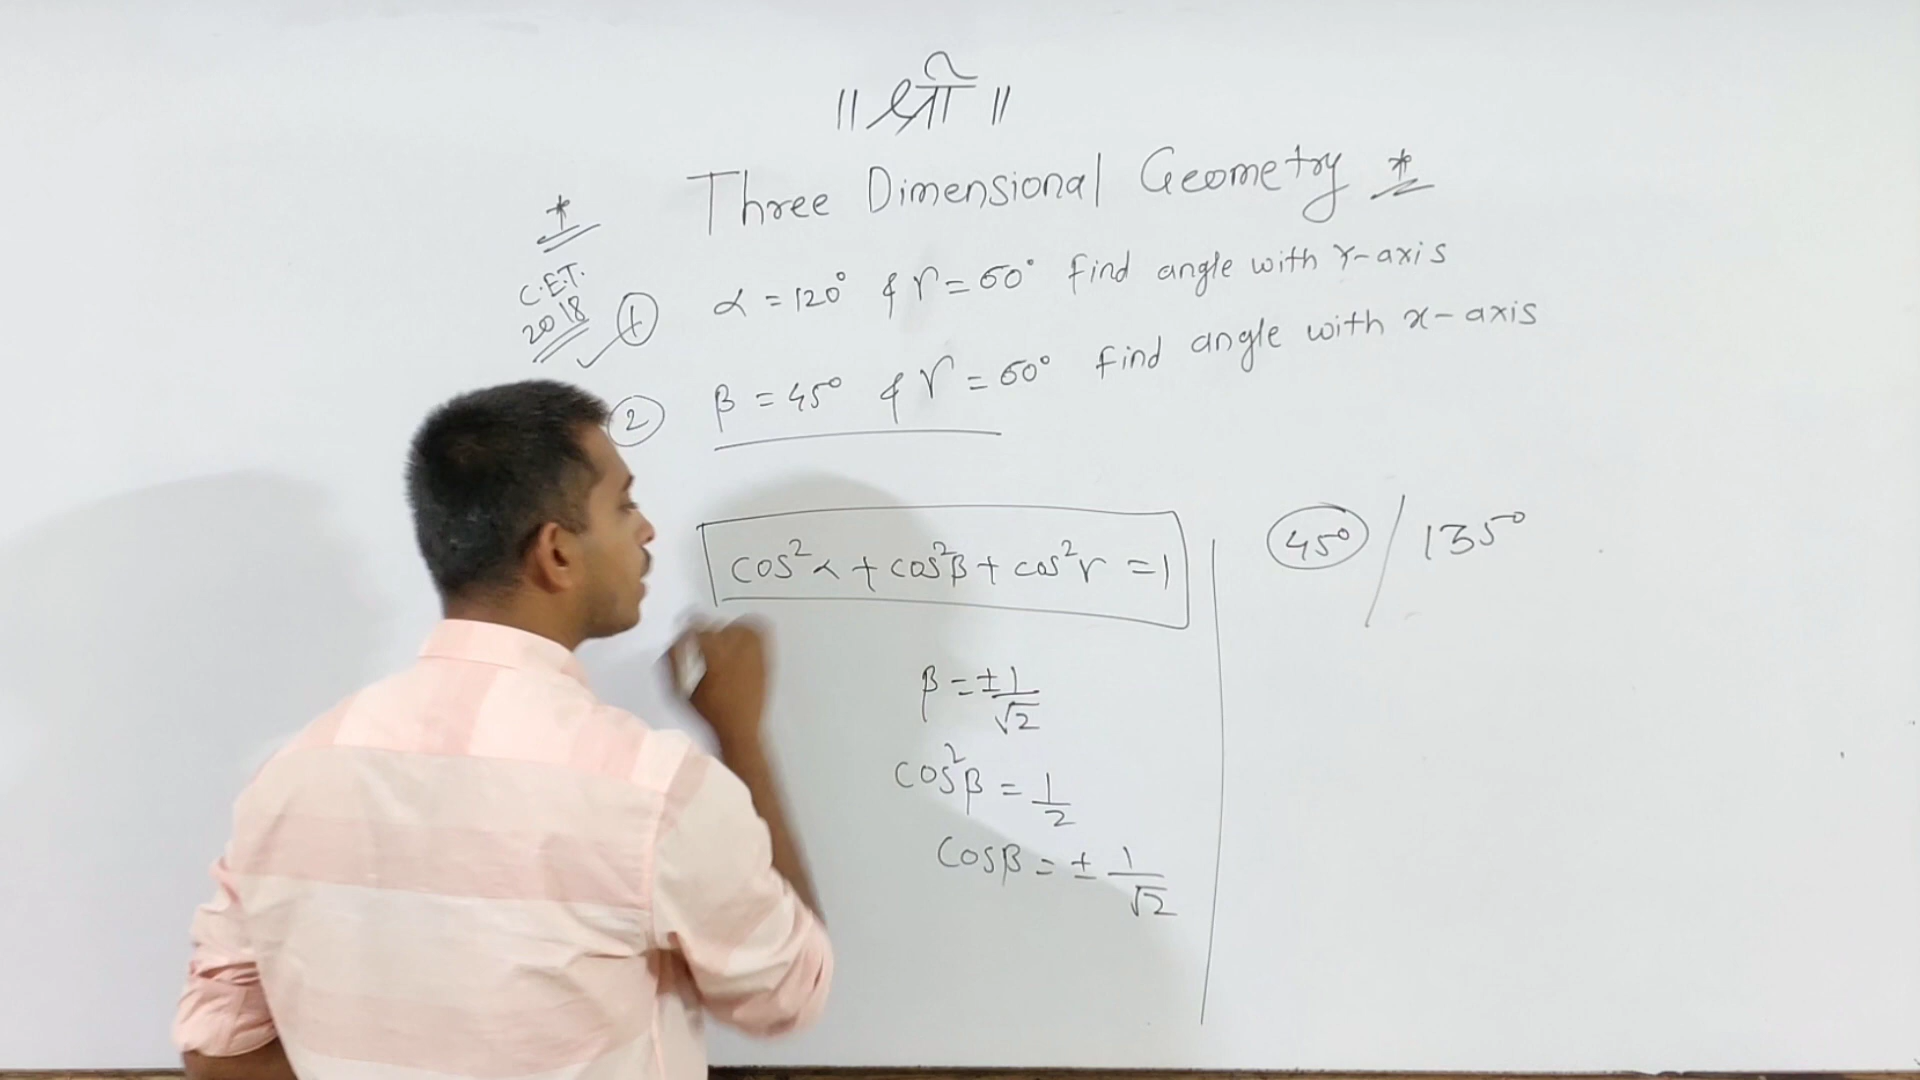 ॥ श्री ॥
Three Dimensional Geometry *
*
C.E.T.
2018
① α = 120° & γ = 60° find angle with Y-axis
② β = 45° & γ = 60° find angle with x-axis
cos²α + cos²β + cos²γ = 1
45° / 135°
β = ± 1/√2
cos²β = 1/2
cosβ = ± 1/√2